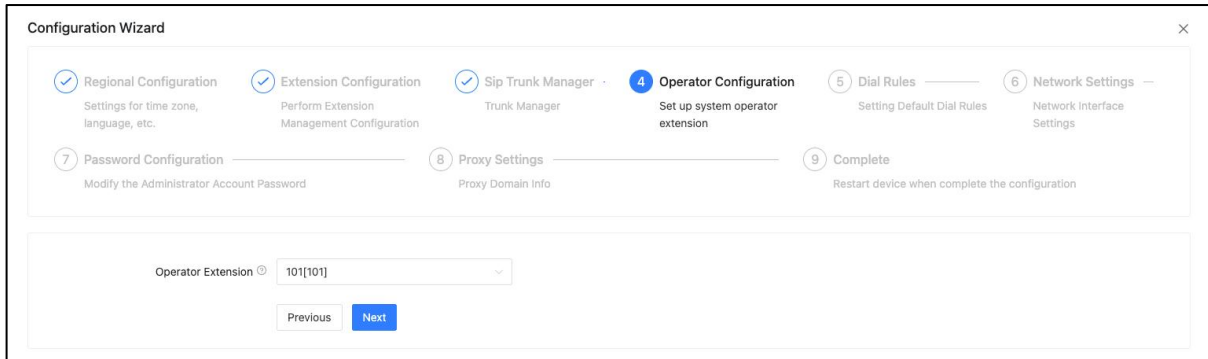 Configuration Wizard
Regional Configuration
Settings for time zone,
language, etc.
Extension Configuration
Perform Extension
Management Configuration
Sip Trunk Manager
Trunk Manager
4 Operator Configuration
Set up system operator
extension
5 Dial Rules
Setting Default Dial Rules
6 Network Settings
Network Interface
Settings
7 Password Configuration
Modify the Administrator Account Password
8 Proxy Settings
Proxy Domain Info
9 Complete
Restart device when complete the configuration
Operator Extension ? 101[101]
Previous Next